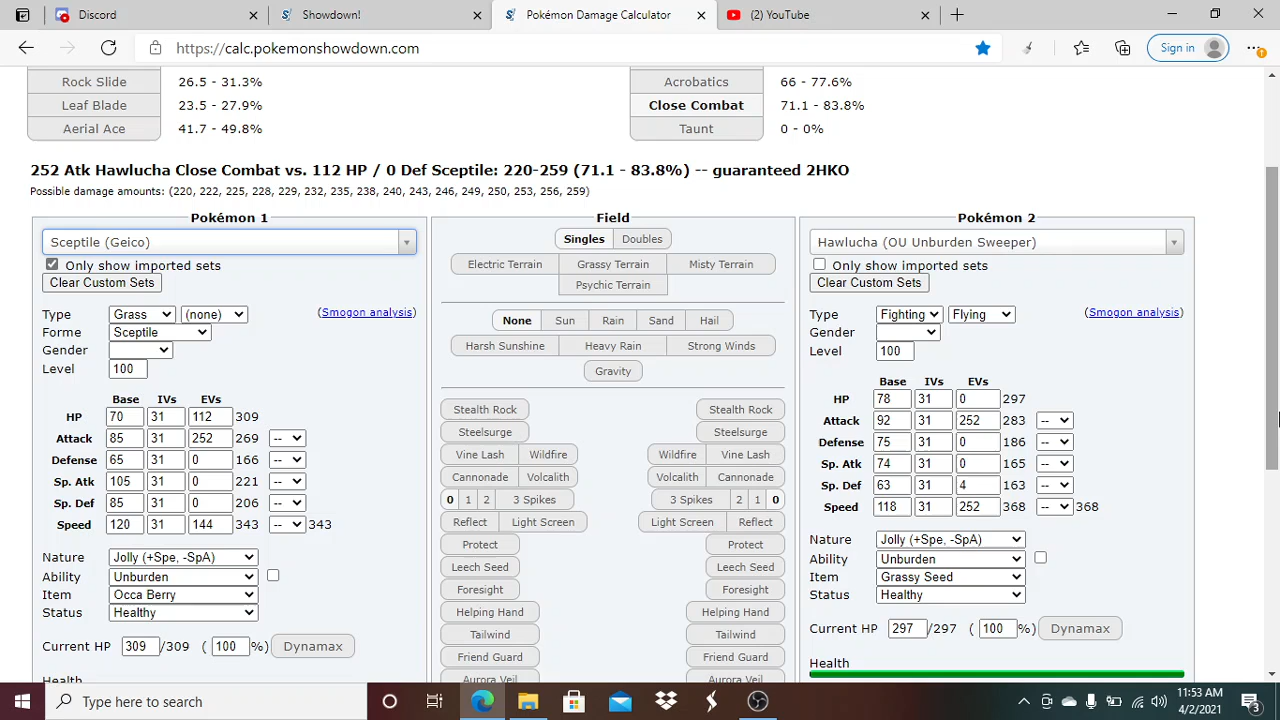 Discord
Showdown!
Pokémon Damage Calculator
(2) YouTube
https://calc.pokemonshowdown.com
Sign in
Rock Slide 26.5 - 31.3%
Leaf Blade 23.5 - 27.9%
Aerial Ace 41.7 - 49.8%
Acrobatics 66 - 77.6%
Close Combat 71.1 - 83.8%
Taunt 0 - 0%
252 Atk Hawlucha Close Combat vs. 112 HP / 0 Def Sceptile: 220-259 (71.1 - 83.8%) -- guaranteed 2HKO
Possible damage amounts: (220, 222, 225, 228, 229, 232, 235, 238, 240, 243, 246, 249, 250, 253, 256, 259)
Pokémon 1
Sceptile (Geico)
Only show imported sets
Clear Custom Sets
Type Grass (none) (Smogon analysis)
Forme Sceptile
Gender
Level 100
Base IVs EVs
HP 70 31 112 309
Attack 85 31 252 269 --
Defense 65 31 0 166 --
Sp. Atk 105 31 0 221 --
Sp. Def 85 31 0 206 --
Speed 120 31 144 343 -- 343
Nature Jolly (+Spe, -SpA)
Ability Unburden
Item Occa Berry
Status Healthy
Current HP 309 /309 ( 100 %) Dynamax
Health
Field
Singles Doubles
Electric Terrain Grassy Terrain Misty Terrain
Psychic Terrain
None Sun Rain Sand Hail
Harsh Sunshine Heavy Rain Strong Winds
Gravity
Stealth Rock Stealth Rock
Steelsurge Steelsurge
Vine Lash Wildfire Wildfire Vine Lash
Cannonade Volcalith Volcalith Cannonade
0 1 2 3 Spikes 3 Spikes 2 1 0
Reflect Light Screen Light Screen Reflect
Protect Protect
Leech Seed Leech Seed
Foresight Foresight
Helping Hand Helping Hand
Tailwind Tailwind
Friend Guard Friend Guard
Aurora Veil Aurora Veil
Pokémon 2
Hawlucha (OU Unburden Sweeper)
Only show imported sets
Clear Custom Sets
Type Fighting Flying (Smogon analysis)
Gender
Level 100
Base IVs EVs
HP 78 31 0 297
Attack 92 31 252 283 --
Defense 75 31 0 186 --
Sp. Atk 74 31 0 165 --
Sp. Def 63 31 4 163 --
Speed 118 31 252 368 -- 368
Nature Jolly (+Spe, -SpA)
Ability Unburden
Item Grassy Seed
Status Healthy
Current HP 297 /297 ( 100 %) Dynamax
Health
Type here to search
11:53 AM
4/2/2021
3